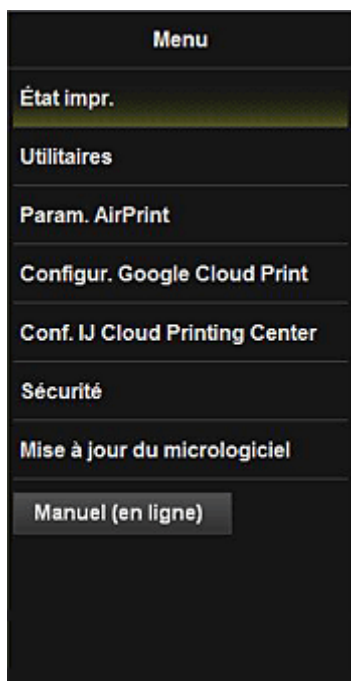 Menu
État impr.
Utilitaires
Param. AirPrint
Configur. Google Cloud Print
Conf. IJ Cloud Printing Center
Sécurité
Mise à jour du micrologiciel
Manuel (en ligne)